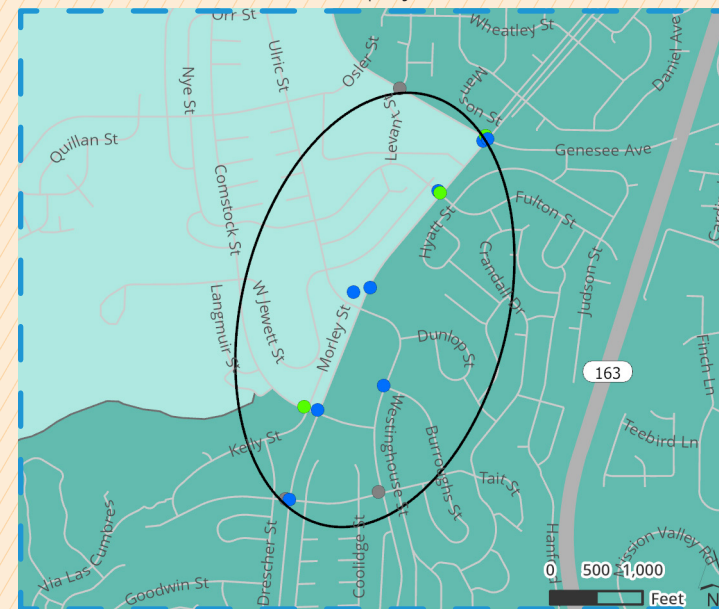 Orr St
Wheatley St
Osler St
Ulric St
Daniel Ave
Nye St
Levant St
Quillan St
Genesee Ave
Comstock St
Fulton St
Hyatt St
Crandall Dr
Judson St
W Jewett St
Langmuir St
Morley St
Dunlop St
163
Finch Ln
Westinghouse St
Kelly St
Burroughs St
Teebird Ln
Tait St
Via Las Cumbres
Drescher St
Coolidge St
Mission Valley Rd
Goodwin St
0 500 1,000
Feet
N